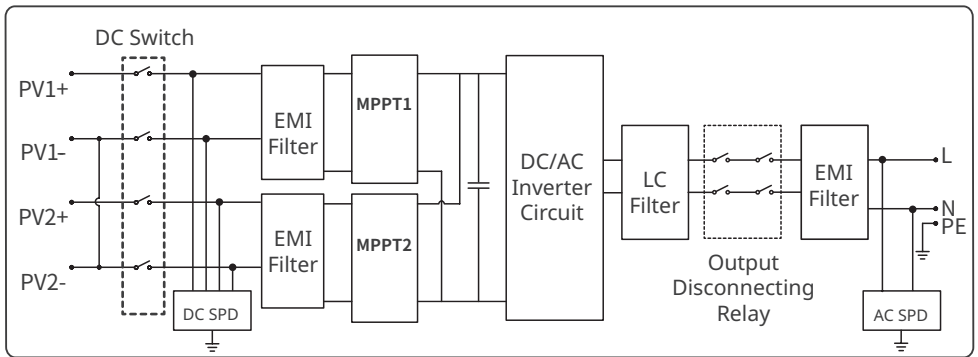 DC Switch
PV1+
PV1-
PV2+
PV2-
EMI
Filter
MPPT1
EMI
Filter
MPPT2
DC SPD
DC/AC
Inverter
Circuit
LC
Filter
Output
Disconnecting
Relay
EMI
Filter
L
N
PE
AC SPD